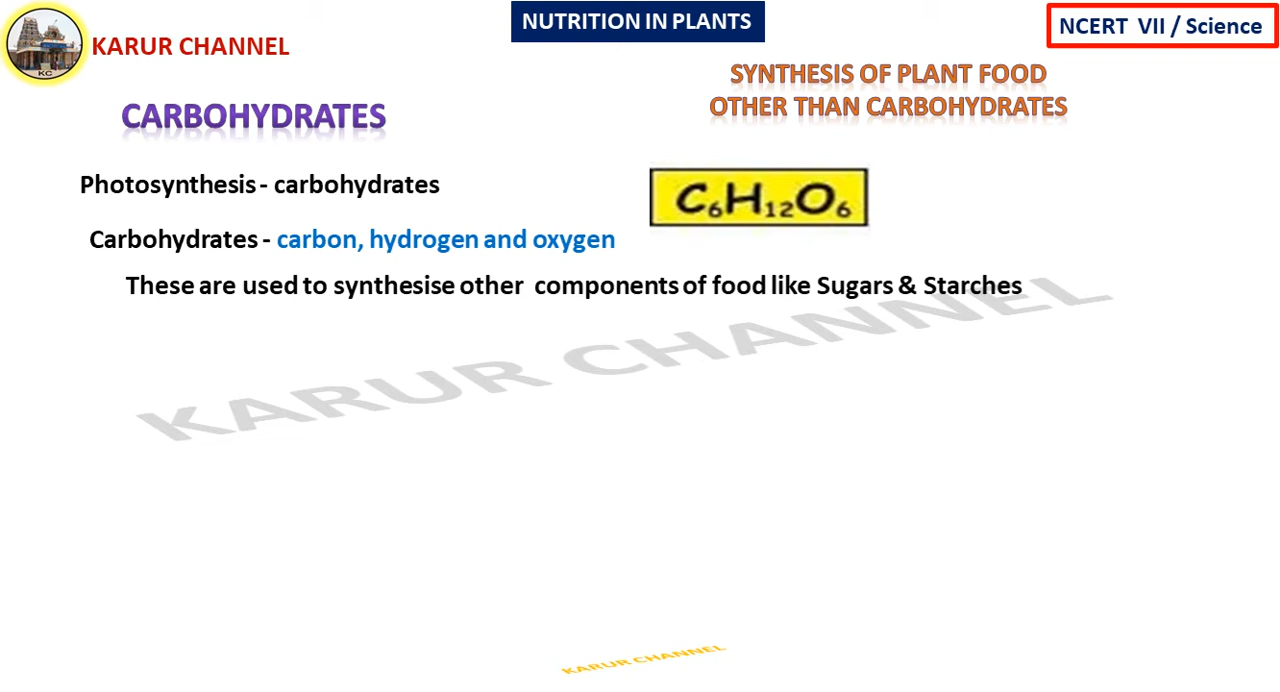 KARUR CHANNEL
KC
NUTRITION IN PLANTS
NCERT VII / Science
SYNTHESIS OF PLANT FOOD
OTHER THAN CARBOHYDRATES
CARBOHYDRATES
Photosynthesis - carbohydrates
C₆H₁₂O₆
Carbohydrates - carbon, hydrogen and oxygen
These are used to synthesise other components of food like Sugars & Starches
KARUR CHANNEL
KARUR CHANNEL